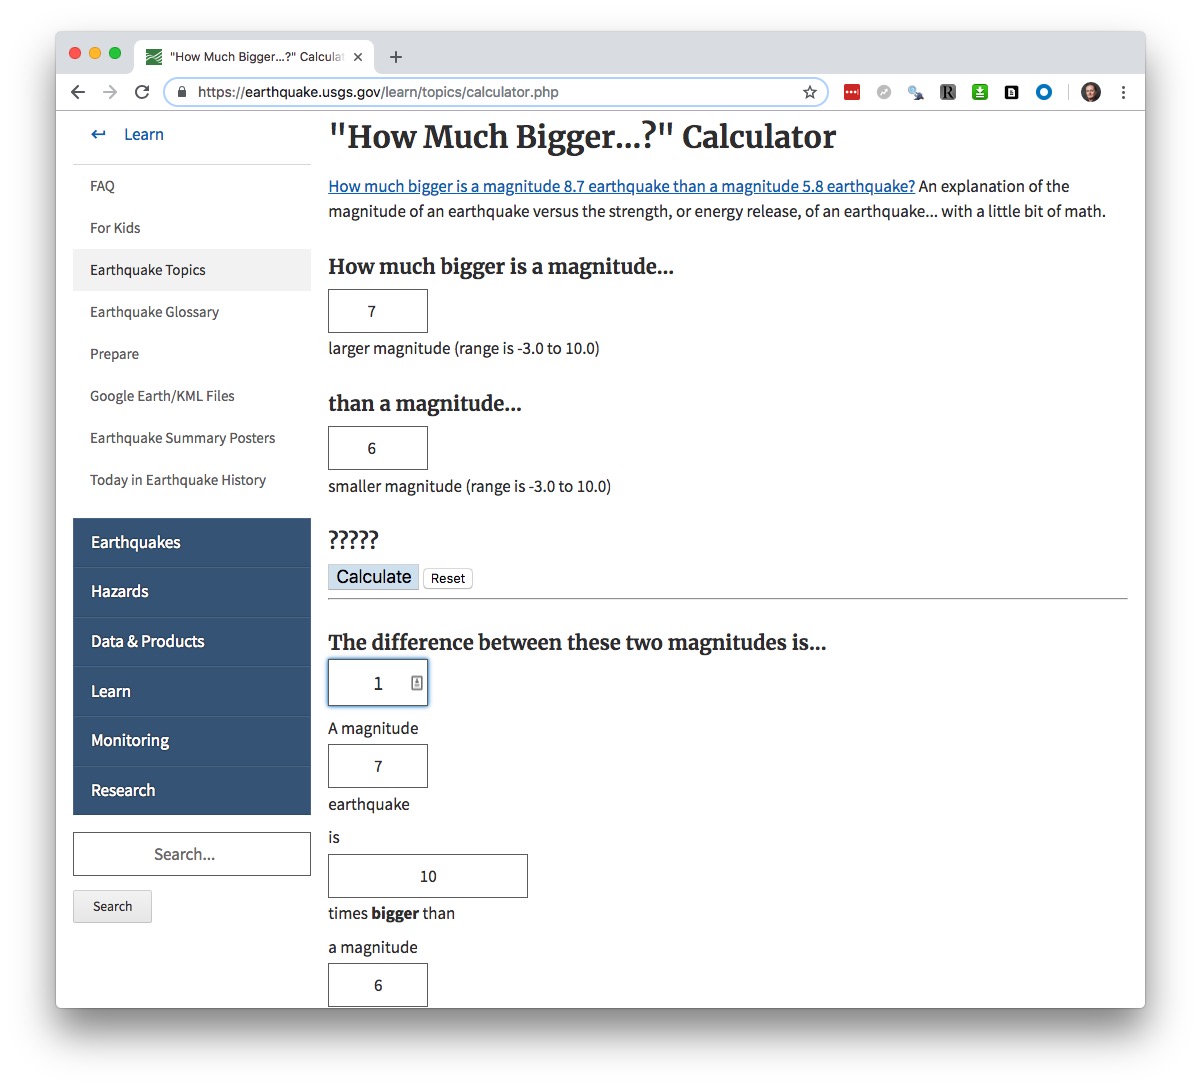 "How Much Bigger...?" Calculat
https://earthquake.usgs.gov/learn/topics/calculator.php
Learn
FAQ
For Kids
Earthquake Topics
Earthquake Glossary
Prepare
Google Earth/KML Files
Earthquake Summary Posters
Today in Earthquake History
Earthquakes
Hazards
Data & Products
Learn
Monitoring
Research
Search...
Search
"How Much Bigger...?" Calculator
How much bigger is a magnitude 8.7 earthquake than a magnitude 5.8 earthquake? An explanation of the
magnitude of an earthquake versus the strength, or energy release, of an earthquake... with a little bit of math.
How much bigger is a magnitude...
7
larger magnitude (range is -3.0 to 10.0)
than a magnitude...
6
smaller magnitude (range is -3.0 to 10.0)
?????
Calculate Reset
The difference between these two magnitudes is...
1
A magnitude
7
earthquake
is
10
times bigger than
a magnitude
6